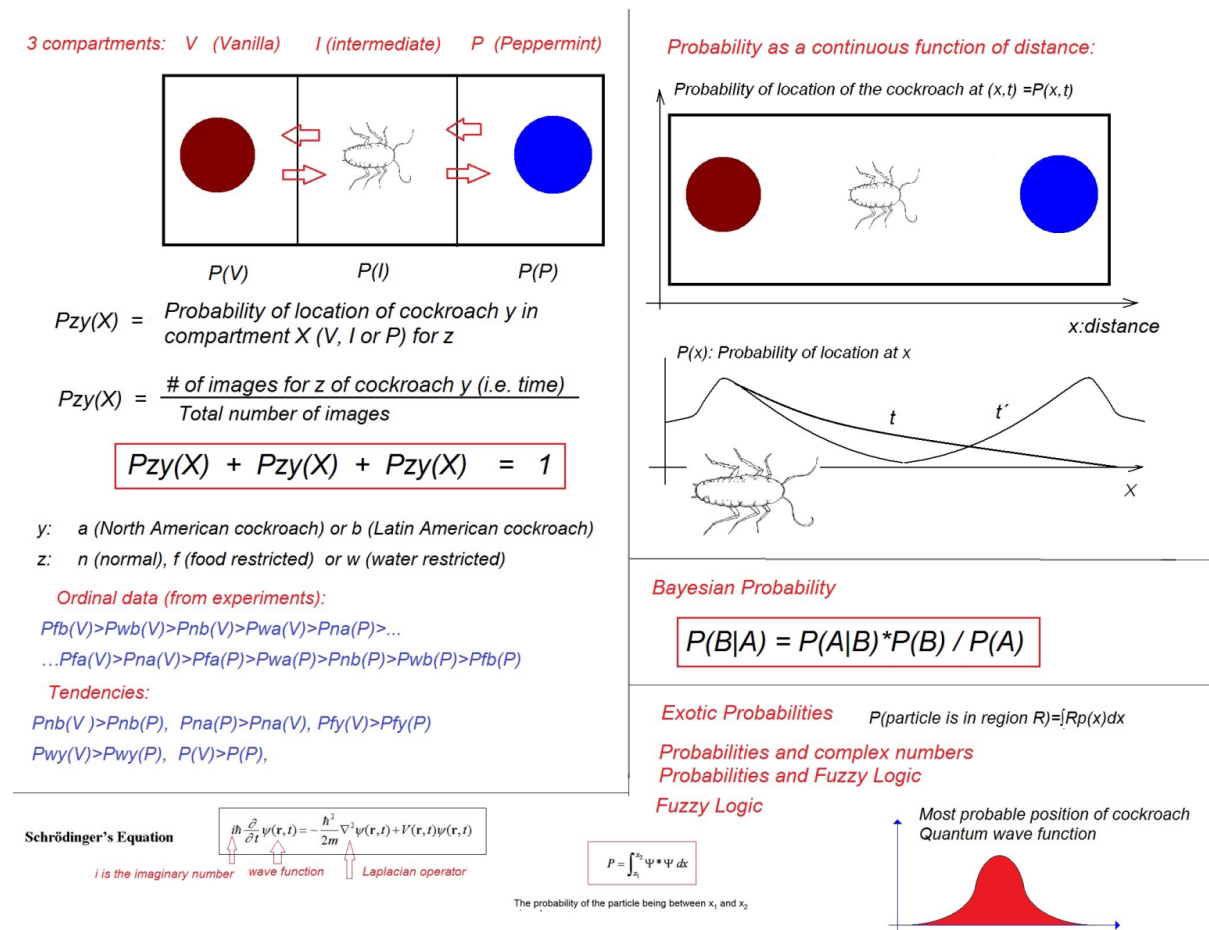 3 compartments: V (Vanilla) I (intermediate) P (Peppermint)
P(V) P(I) P(P)
Pzy(X) = Probability of location of cockroach y in
compartment X (V, I or P) for z
Pzy(X) = # of images for z of cockroach y (i.e. time)
Total number of images
Pzy(X) + Pzy(X) + Pzy(X) = 1
y: a (North American cockroach) or b (Latin American cockroach)
z: n (normal), f (food restricted) or w (water restricted)
Ordinal data (from experiments):
Pfb(V)>Pwb(V)>Pnb(V)>Pwa(V)>Pna(P)>...
...Pfa(V)>Pna(V)>Pfa(P)>Pwa(P)>Pnb(P)>Pwb(P)>Pfb(P)
Tendencies:
Pnb(V )>Pnb(P), Pna(P)>Pna(V), Pfy(V)>Pfy(P)
Pwy(V)>Pwy(P), P(V)>P(P),
Schrödinger's Equation
iℏ ∂/∂t ψ(r,t) = − ℏ²/2m ∇²ψ(r,t)+V(r,t)ψ(r,t)
i is the imaginary number wave function Laplacian operator
Probability as a continuous function of distance:
Probability of location of the cockroach at (x,t) =P(x,t)
x:distance
P(x): Probability of location at x
t t´
X
Bayesian Probability
P(B|A) = P(A|B)*P(B) / P(A)
Exotic Probabilities P(particle is in region R)=∫Rp(x)dx
Probabilities and complex numbers
Probabilities and Fuzzy Logic
Fuzzy Logic
Most probable position of cockroach
Quantum wave function
P = ∫x₁x₂ Ψ * Ψ dx
The probability of the particle being between x₁ and x₂